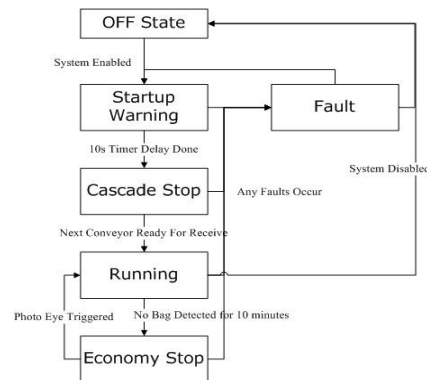 OFF State
System Enabled
Startup
Warning
Fault
10s Timer Delay Done
System Disabled
Cascade Stop
Any Faults Occur
Next Conveyor Ready For Receive
Running
Photo Eye Triggered
No Bag Detected for 10 minutes
Economy Stop